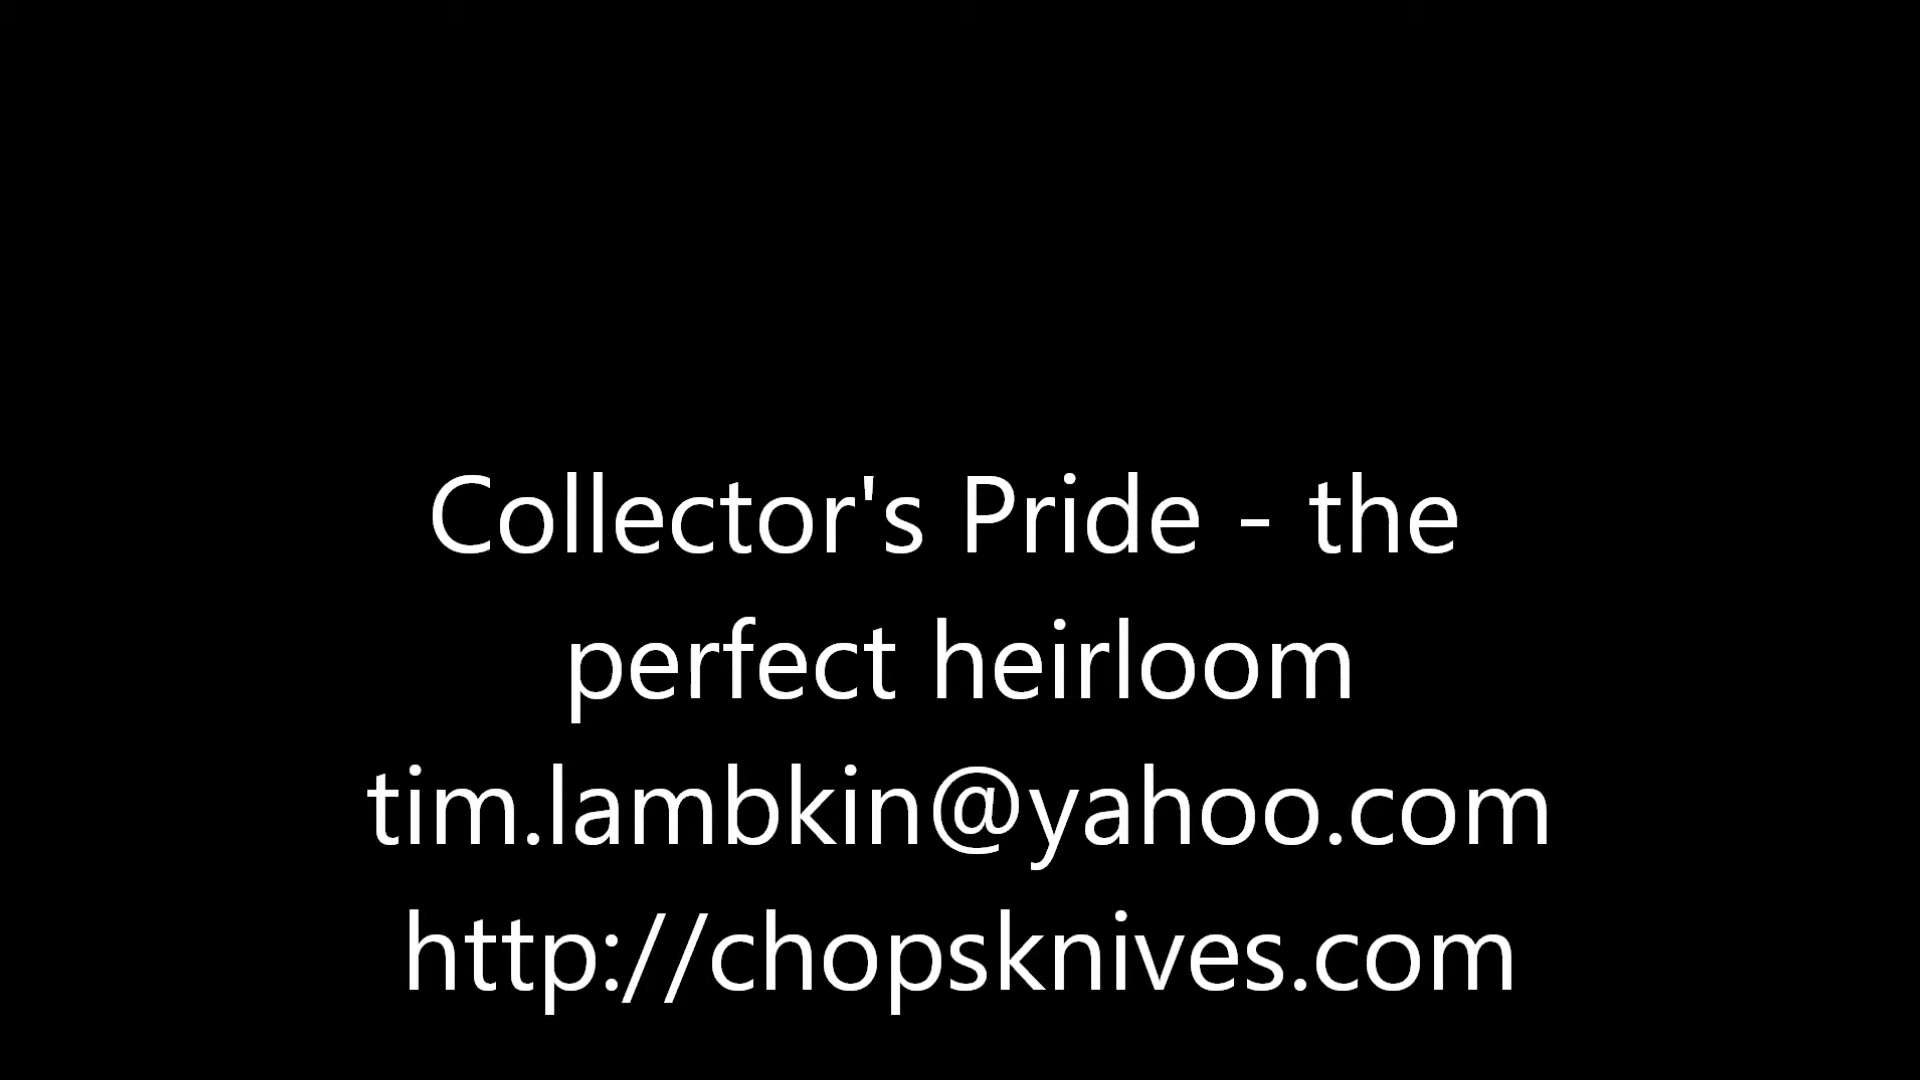 Collector's Pride - the
perfect heirloom
tim.lambkin@yahoo.com
http://chopsknives.com